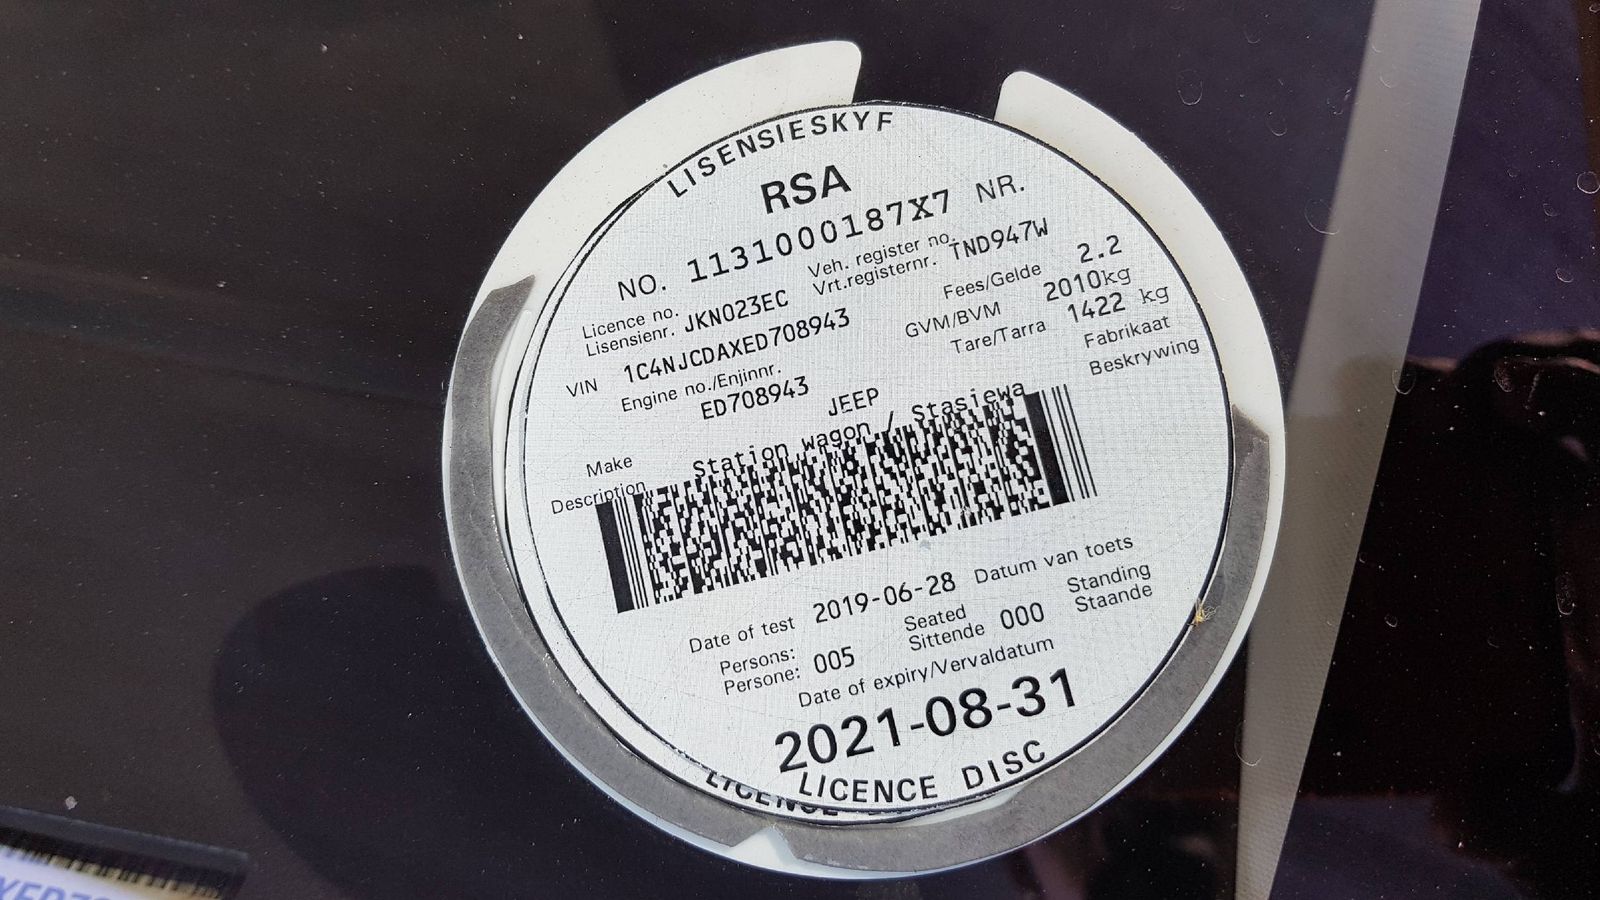 LISENSIESKYF
RSA
NO. 1131000187X7 NR.
Licence no. Veh. register no.
Lisensienr. JKN023EC Vrt.registernr. TND947W
VIN 1C4NJCDAXED708943 Fees/Gelde 2.2
Engine no./Enjinnr. GVM/BVM 2010kg
ED708943 Tare/Tarra 1422 kg
Make JEEP Fabrikaat
Description Station wagon / Stasiewa Beskrywing
Date of test 2019-06-28 Datum van toets
Persons: Seated Standing
Persone: 005 Sittende 000 Staande
Date of expiry/Vervaldatum
2021-08-31
LICENCE DISC
LICENCE